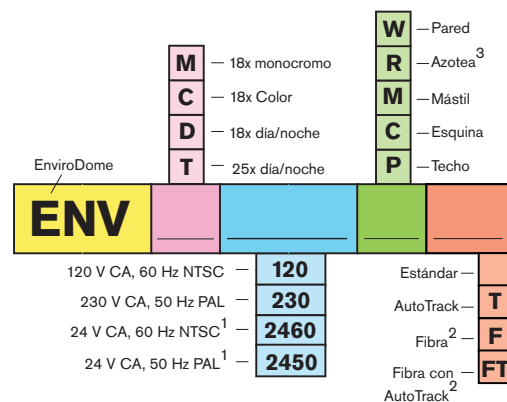 W Pared
M 18x monocromo R Azotea3
C 18x Color M Mástil
D 18x día/noche C Esquina
EnviroDome T 25x día/noche P Techo
ENV
120 V CA, 60 Hz NTSC 120 Estándar
230 V CA, 50 Hz PAL 230 AutoTrack T
24 V CA, 60 Hz NTSC1 2460 Fibra2 F
24 V CA, 50 Hz PAL1 2450 Fibra con FT
AutoTrack2